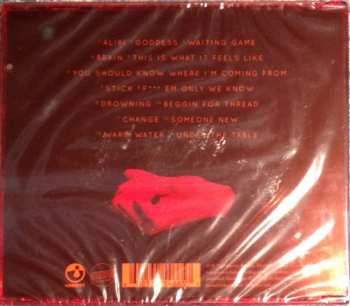 ALIBI GODDESS WAITING GAME
BRAIN THIS IS WHAT IT FEELS LIKE
YOU SHOULD KNOW WHERE I'M COMING FROM
STICK F*** EM ONLY WE KNOW
DROWNING BEGGIN FOR THREAD
CHANGE SOMEONE NEW
WARM WATER UNDER THE TABLE